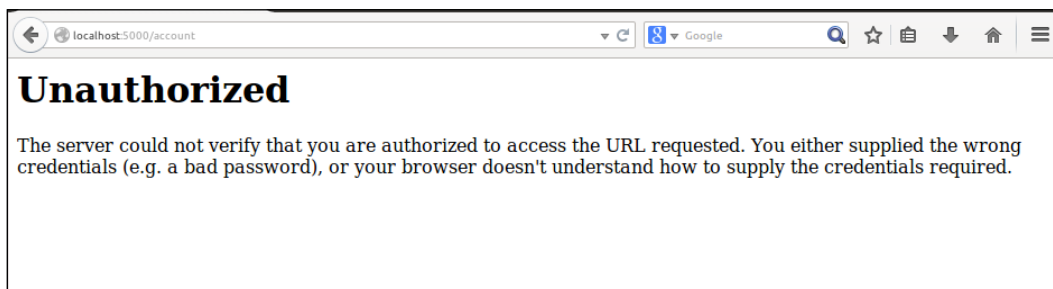 localhost:5000/account
8 Google
Unauthorized
The server could not verify that you are authorized to access the URL requested. You either supplied the wrong
credentials (e.g. a bad password), or your browser doesn't understand how to supply the credentials required.